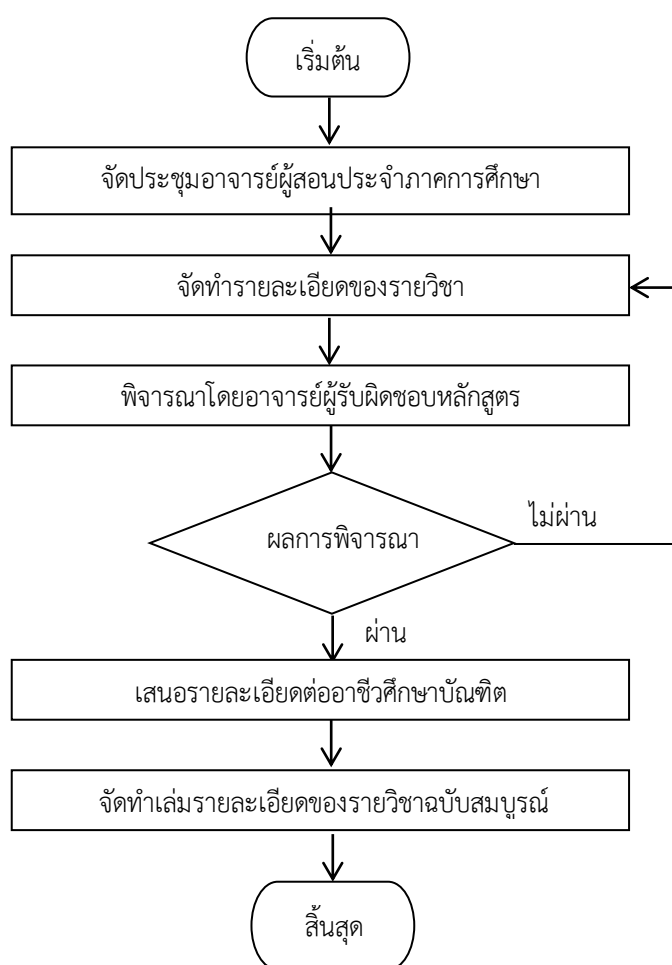 เริ่มต้น
จัดประชุมอาจารย์ผู้สอนประจำภาคการศึกษา
จัดทำรายละเอียดของรายวิชา
พิจารณาโดยอาจารย์ผู้รับผิดชอบหลักสูตร
ผลการพิจารณา
ไม่ผ่าน
ผ่าน
เสนอรายละเอียดต่ออาชีวศึกษาบัณฑิต
จัดทำเล่มรายละเอียดของรายวิชาฉบับสมบูรณ์
สิ้นสุด